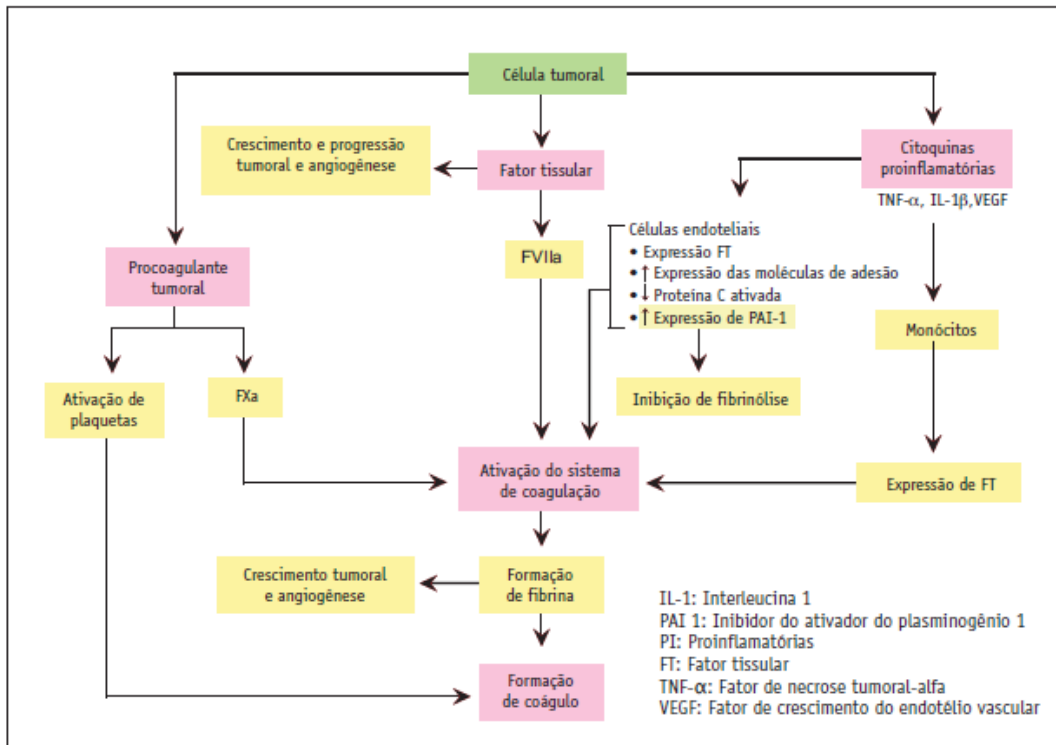 Célula tumoral
Crescimento e progressão
tumoral e angiogênese
Fator tissular
Citoquinas
proinflamatórias
TNF-α, IL-1β,VEGF
Células endoteliais
• Expressão FT
• ↑ Expressão das moléculas de adesão
• ↓ Proteína C ativada
• ↑ Expressão de PAI-1
FVIIa
Procoagulante
tumoral
Monócitos
Ativação de
plaquetas
FXa
Inibição de fibrinólise
Ativação do sistema
de coagulação
Expressão de FT
Crescimento tumoral
e angiogênese
Formação
de fibrina
Formação
de coágulo
IL-1: Interleucina 1
PAI 1: Inibidor do ativador do plasminogênio 1
PI: Proinflamatórias
FT: Fator tissular
TNF-α: Fator de necrose tumoral-alfa
VEGF: Fator de crescimento do endotélio vascular